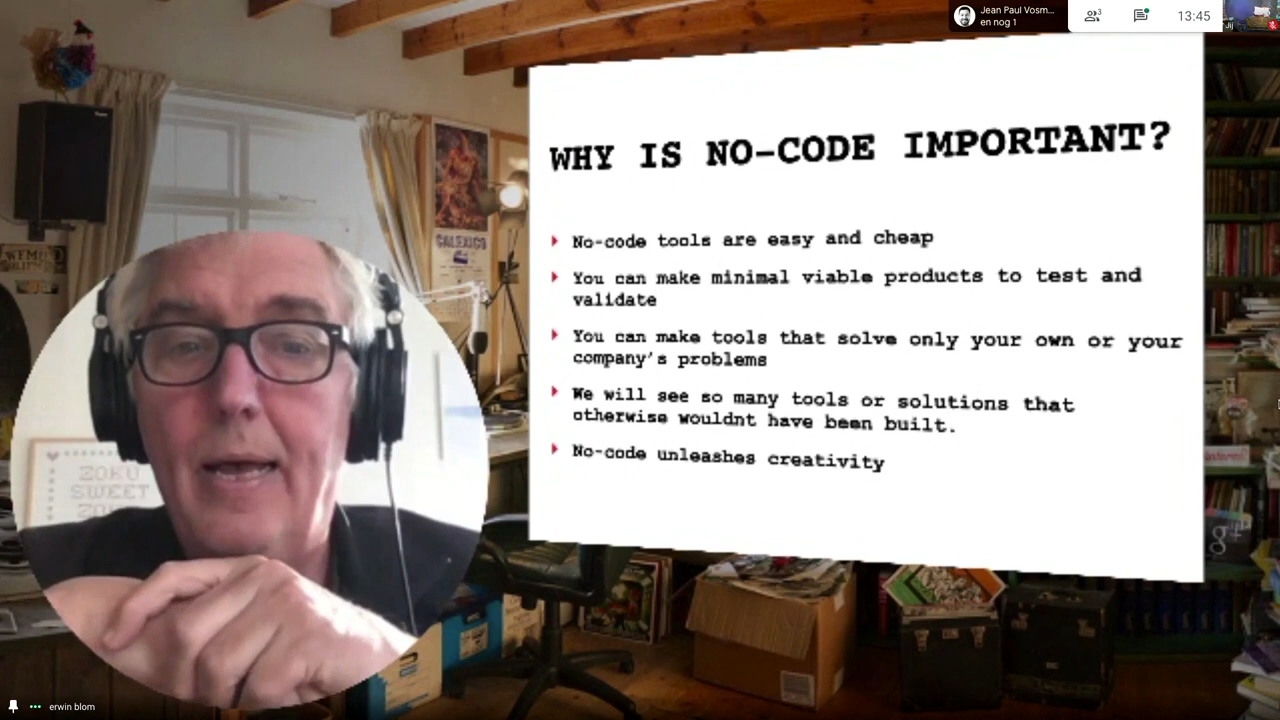 Jean Paul Vosm...
en nog 1
3
13:45
Jij
WHY IS NO-CODE IMPORTANT?
No-code tools are easy and cheap
You can make minimal viable products to test and
validate
You can make tools that solve only your own or your
company's problems
We will see so many tools or solutions that
otherwise wouldnt have been built.
No-code unleashes creativity
CALEXICO
ZOKU
SWEET
ZOKU
erwin blom